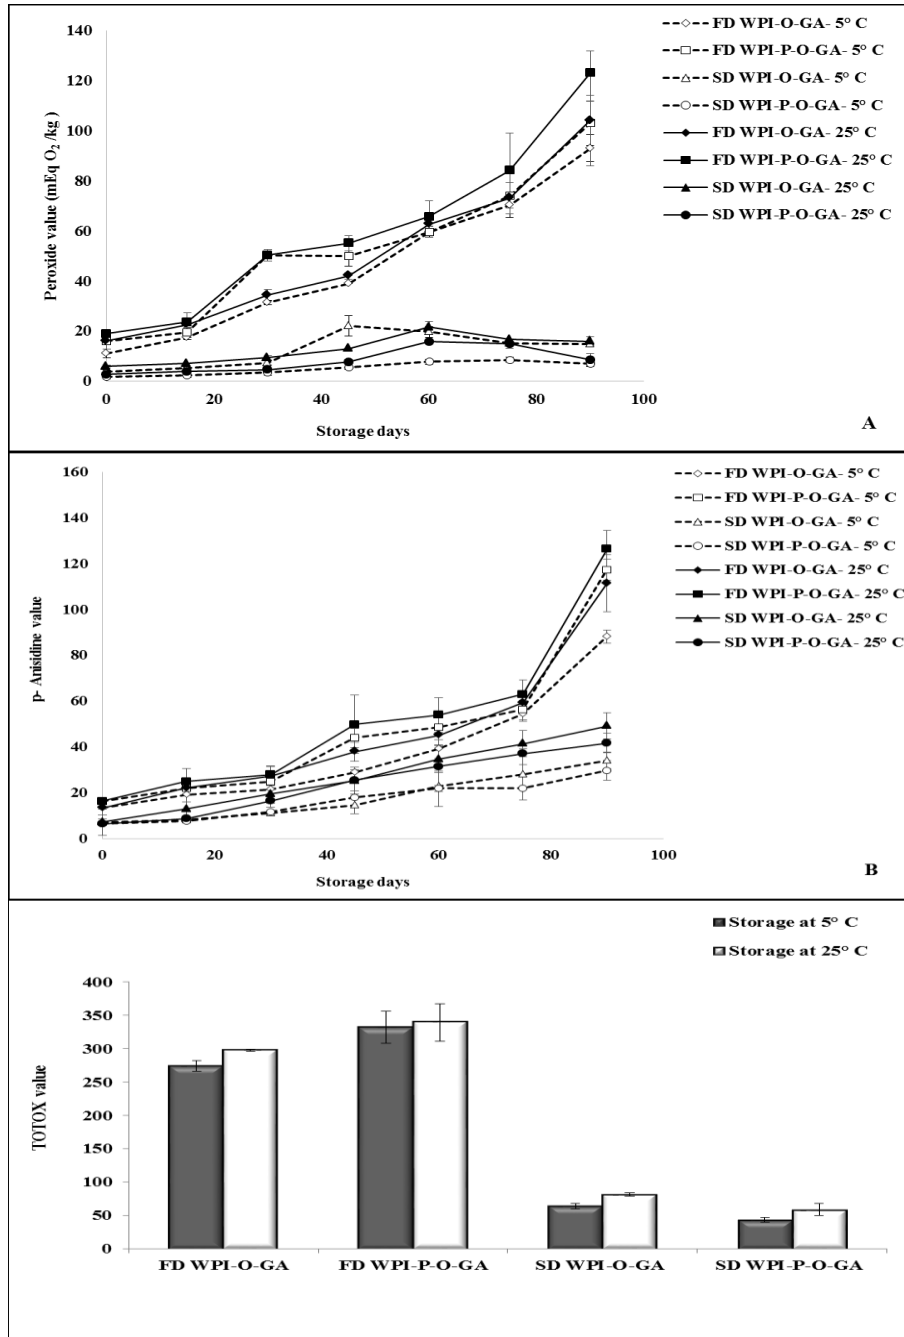 Peroxide value (mEq O2 /kg)
140
120
100
80
60
40
20
0
0 20 40 60 80 100
Storage days
FD WPI-O-GA- 5° C
FD WPI-P-O-GA- 5° C
SD WPI-O-GA- 5° C
SD WPI-P-O-GA- 5° C
FD WPI-O-GA- 25° C
FD WPI-P-O-GA- 25° C
SD WPI-O-GA- 25° C
SD WPI-P-O-GA- 25° C
A
p- Anisidine value
160
140
120
100
80
60
40
20
0
0 20 40 60 80 100
Storage days
FD WPI-O-GA- 5° C
FD WPI-P-O-GA- 5° C
SD WPI-O-GA- 5° C
SD WPI-P-O-GA- 5° C
FD WPI-O-GA- 25° C
FD WPI-P-O-GA- 25° C
SD WPI-O-GA- 25° C
SD WPI-P-O-GA- 25° C
B
Storage at 5° C
Storage at 25° C
TOTOX value
400
350
300
250
200
150
100
50
0
FD WPI-O-GA FD WPI-P-O-GA SD WPI-O-GA SD WPI-P-O-GA